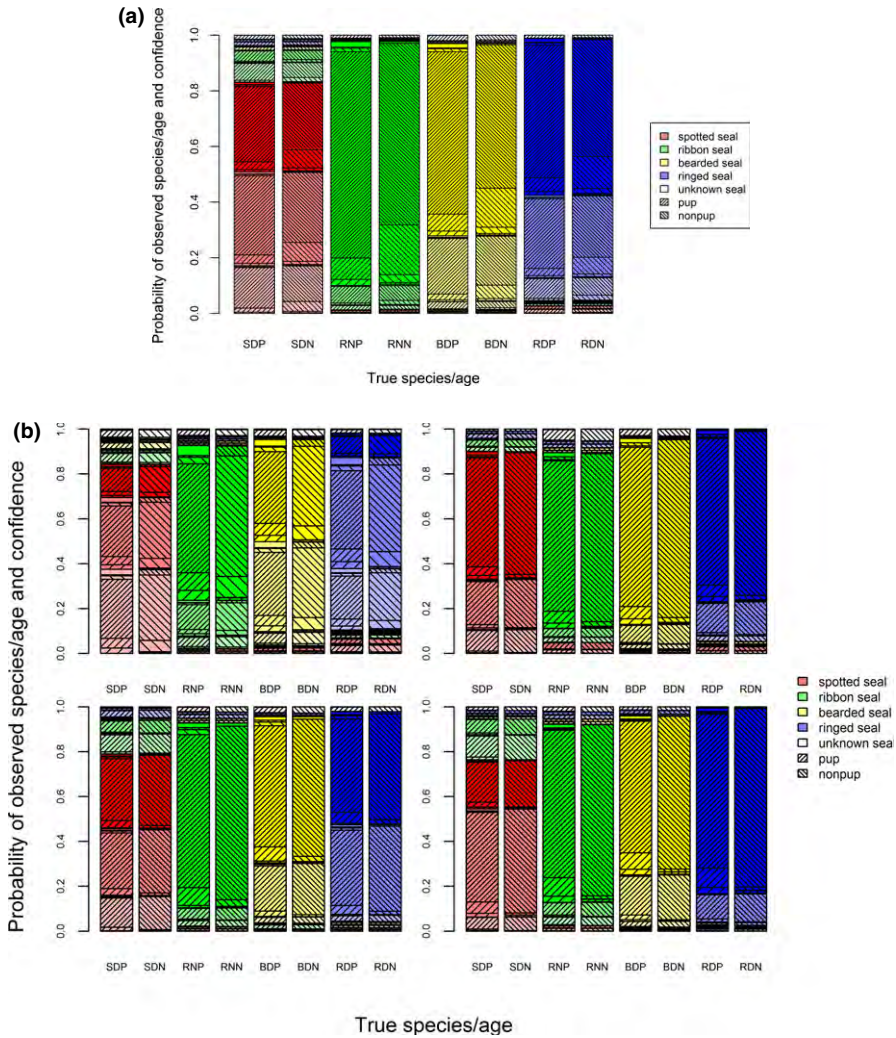 (a)
Probability of observed species/age and confidence
1.0
0.8
0.6
0.4
0.2
0.0
SDP SDN RNP RNN BDP BDN RDP RDN
True species/age
spotted seal
ribbon seal
bearded seal
ringed seal
unknown seal
pup
nonpup
(b)
Probability of observed species/age and confidence
1.0
0.8
0.6
0.4
0.2
0.0
SDP SDN RNP RNN BDP BDN RDP RDN
1.0
0.8
0.6
0.4
0.2
0.0
SDP SDN RNP RNN BDP BDN RDP RDN
1.0
0.8
0.6
0.4
0.2
0.0
SDP SDN RNP RNN BDP BDN RDP RDN
1.0
0.8
0.6
0.4
0.2
0.0
SDP SDN RNP RNN BDP BDN RDP RDN
spotted seal
ribbon seal
bearded seal
ringed seal
unknown seal
pup
nonpup
True species/age